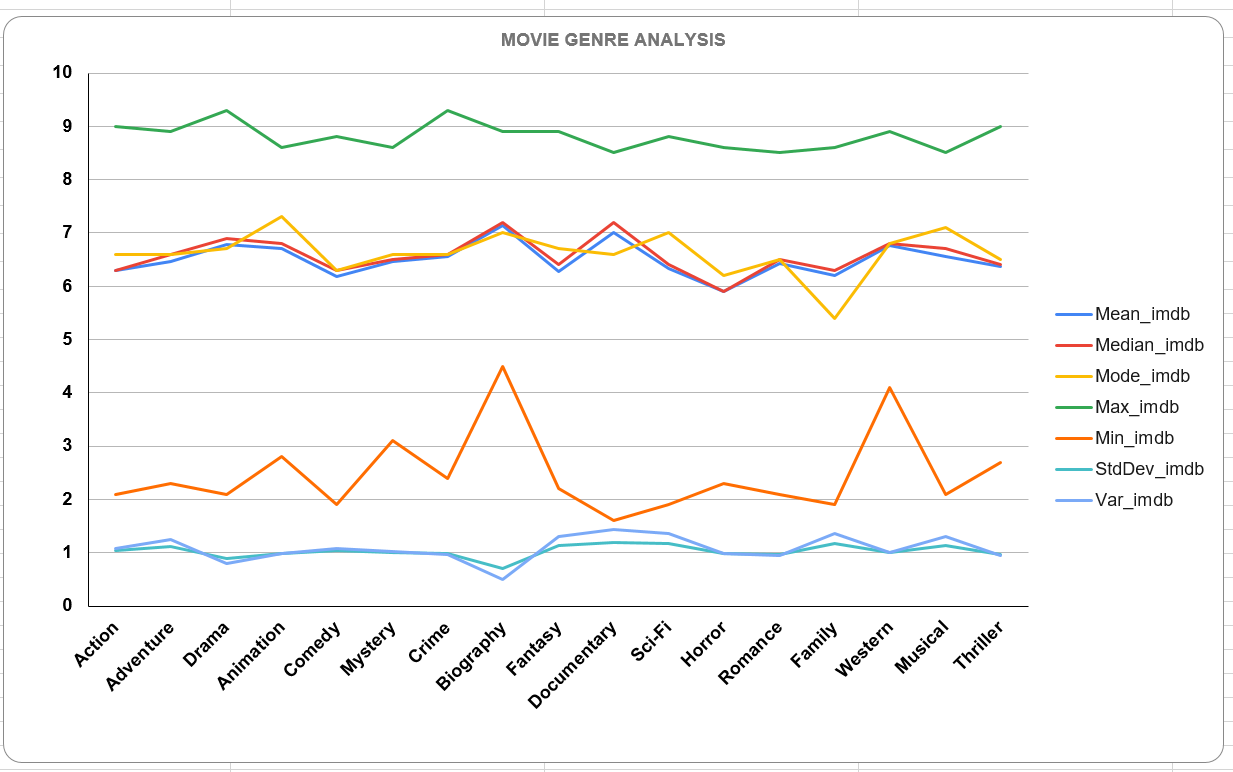 MOVIE GENRE ANALYSIS
10
9
8
7
6
5
4
3
2
1
0
Action
Adventure
Drama
Animation
Comedy
Mystery
Crime
Biography
Fantasy
Documentary
Sci-Fi
Horror
Romance
Family
Western
Musical
Thriller
Mean_imdb
Median_imdb
Mode_imdb
Max_imdb
Min_imdb
StdDev_imdb
Var_imdb